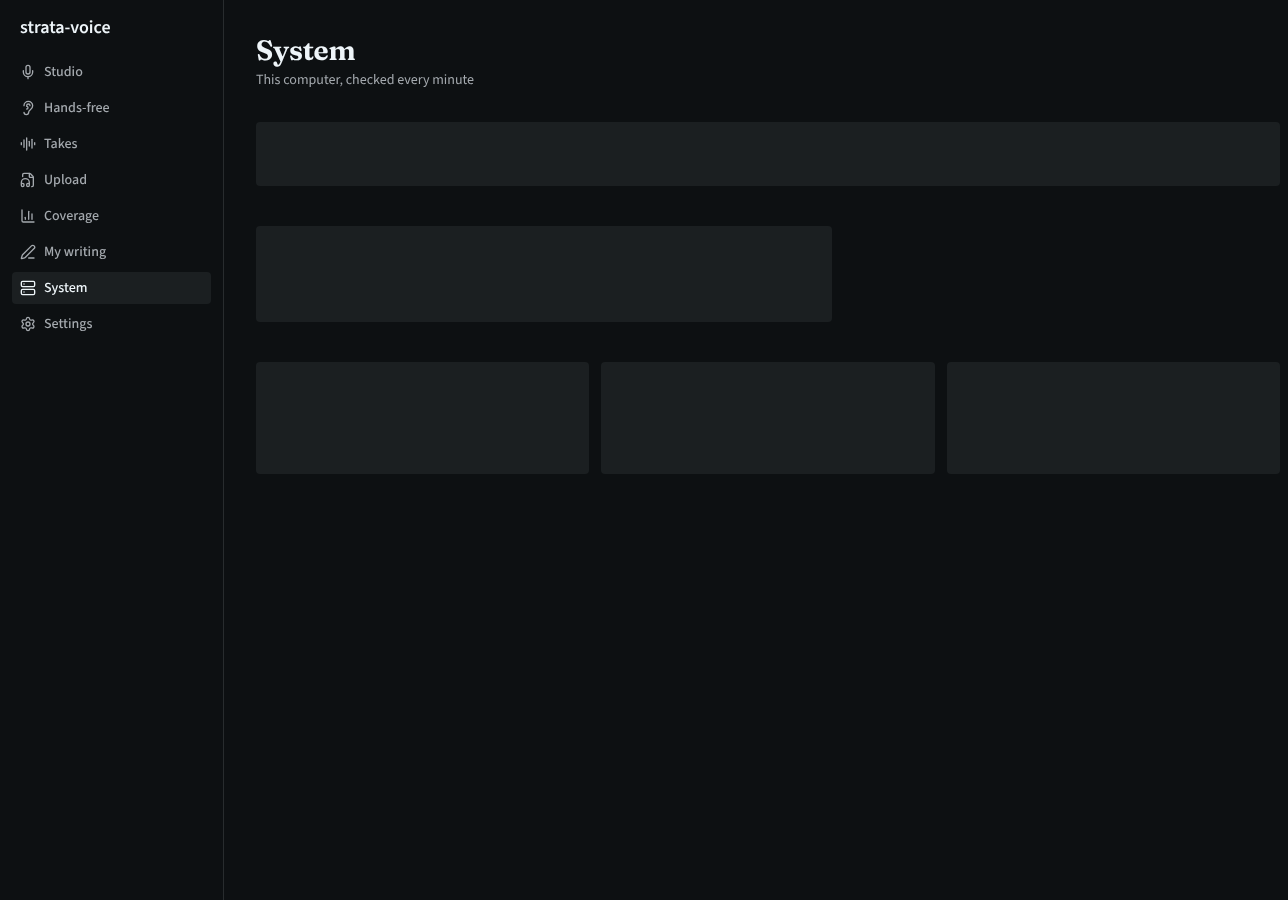 strata-voice
Studio
Hands-free
Takes
Upload
Coverage
My writing
System
Settings
System
This computer, checked every minute